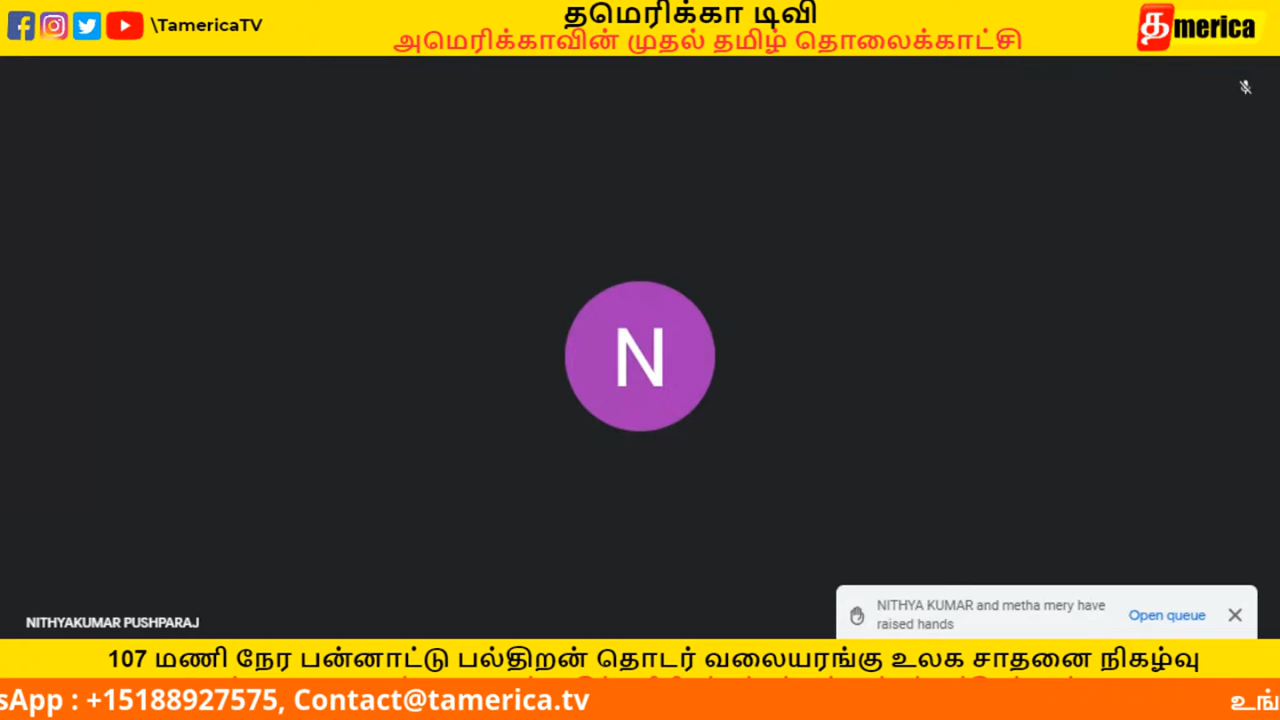 \TamericaTV
தமெரிக்கா டிவி
அமெரிக்காவின் முதல் தமிழ் தொலைக்காட்சி
தmerica
N
NITHYAKUMAR PUSHPARAJ
NITHYA KUMAR and metha mery have
raised hands
Open queue
107 மணி நேர பன்னாட்டு பல்திறன் தொடர் வலையரங்கு உலக சாதனை நிகழ்வு
sApp : +15188927575, Contact@tamerica.tv